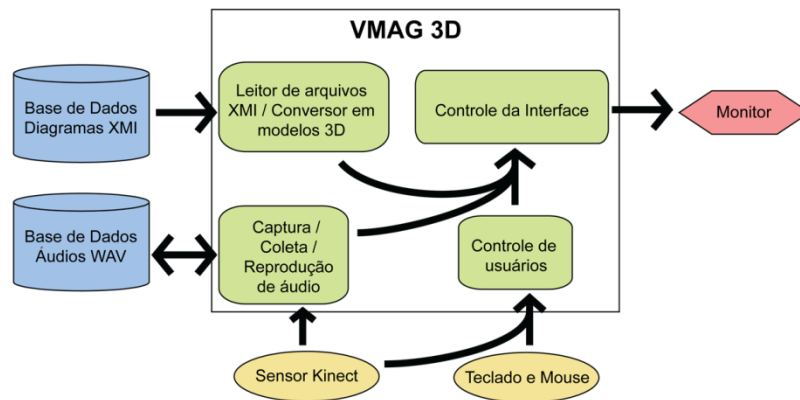 VMAG 3D
Base de Dados
Diagramas XMI
Leitor de arquivos
XMI / Conversor em
modelos 3D
Controle da Interface
Monitor
Base de Dados
Áudios WAV
Captura /
Coleta /
Reprodução
de áudio
Controle de
usuários
Sensor Kinect
Teclado e Mouse